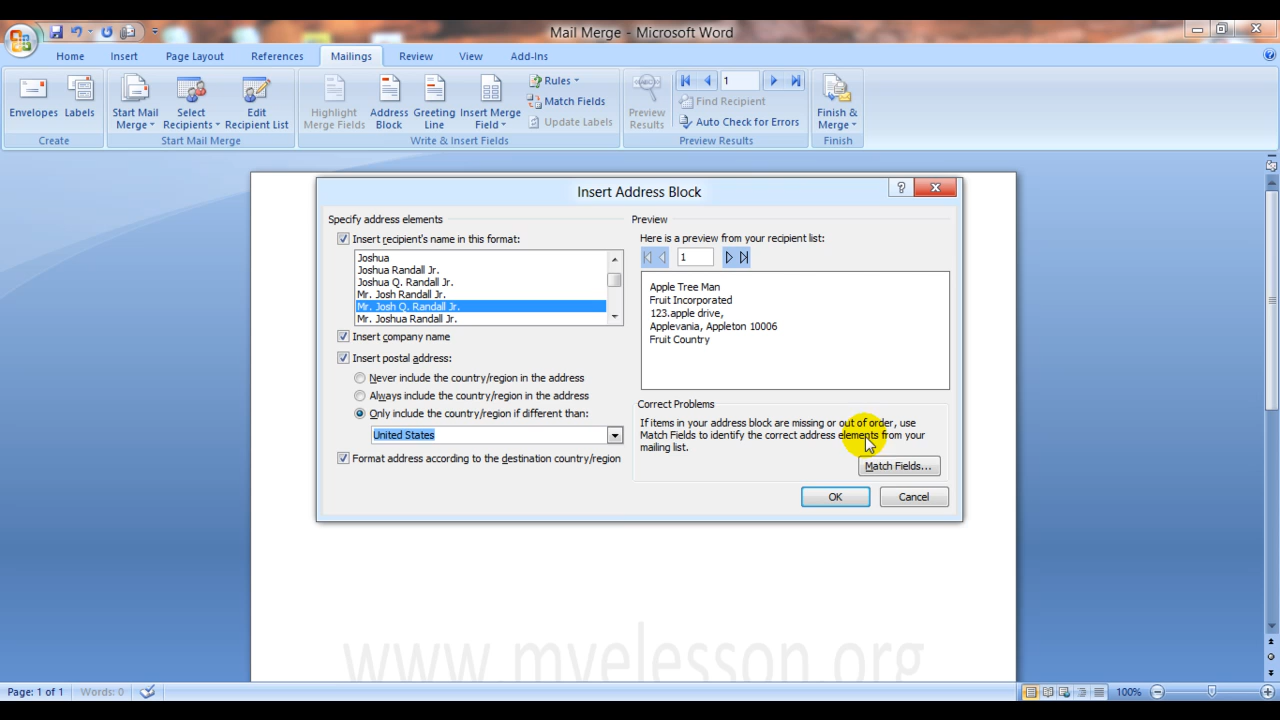 Mail Merge - Microsoft Word
Home Insert Page Layout References Mailings Review View Add-Ins
Envelopes Labels
Create
Start Mail Merge Select Recipients Edit Recipient List
Start Mail Merge
Highlight Merge Fields Address Block Greeting Line Insert Merge Field
Rules
Match Fields
Update Labels
Write & Insert Fields
Preview Results
1
Find Recipient
Auto Check for Errors
Preview Results
Finish & Merge
Finish
Insert Address Block
Specify address elements
Insert recipient's name in this format:
Joshua
Joshua Randall Jr.
Joshua Q. Randall Jr.
Mr. Josh Randall Jr.
Mr. Josh Q. Randall Jr.
Mr. Joshua Randall Jr.
Insert company name
Insert postal address:
Never include the country/region in the address
Always include the country/region in the address
Only include the country/region if different than:
United States
Format address according to the destination country/region
Preview
Here is a preview from your recipient list:
1
Apple Tree Man
Fruit Incorporated
123.apple drive,
Applevania, Appleton 10006
Fruit Country
Correct Problems
If items in your address block are missing or out of order, use
Match Fields to identify the correct address elements from your
mailing list.
Match Fields...
OK Cancel
www.myelesson.org
Page: 1 of 1 Words: 0 100%